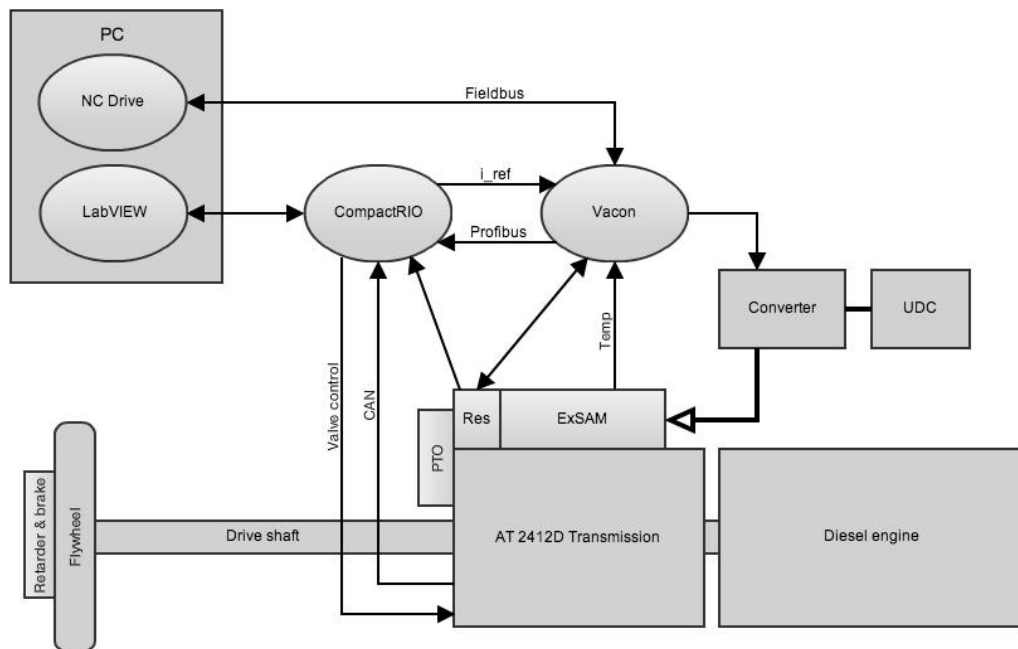 PC
NC Drive
Fieldbus
LabVIEW
CompactRIO
i_ref
Vacon
Profibus
Converter
UDC
Valve control
CAN
Temp
Res
ExSAM
PTO
Retarder & brake
Flywheel
Drive shaft
AT 2412D Transmission
Diesel engine